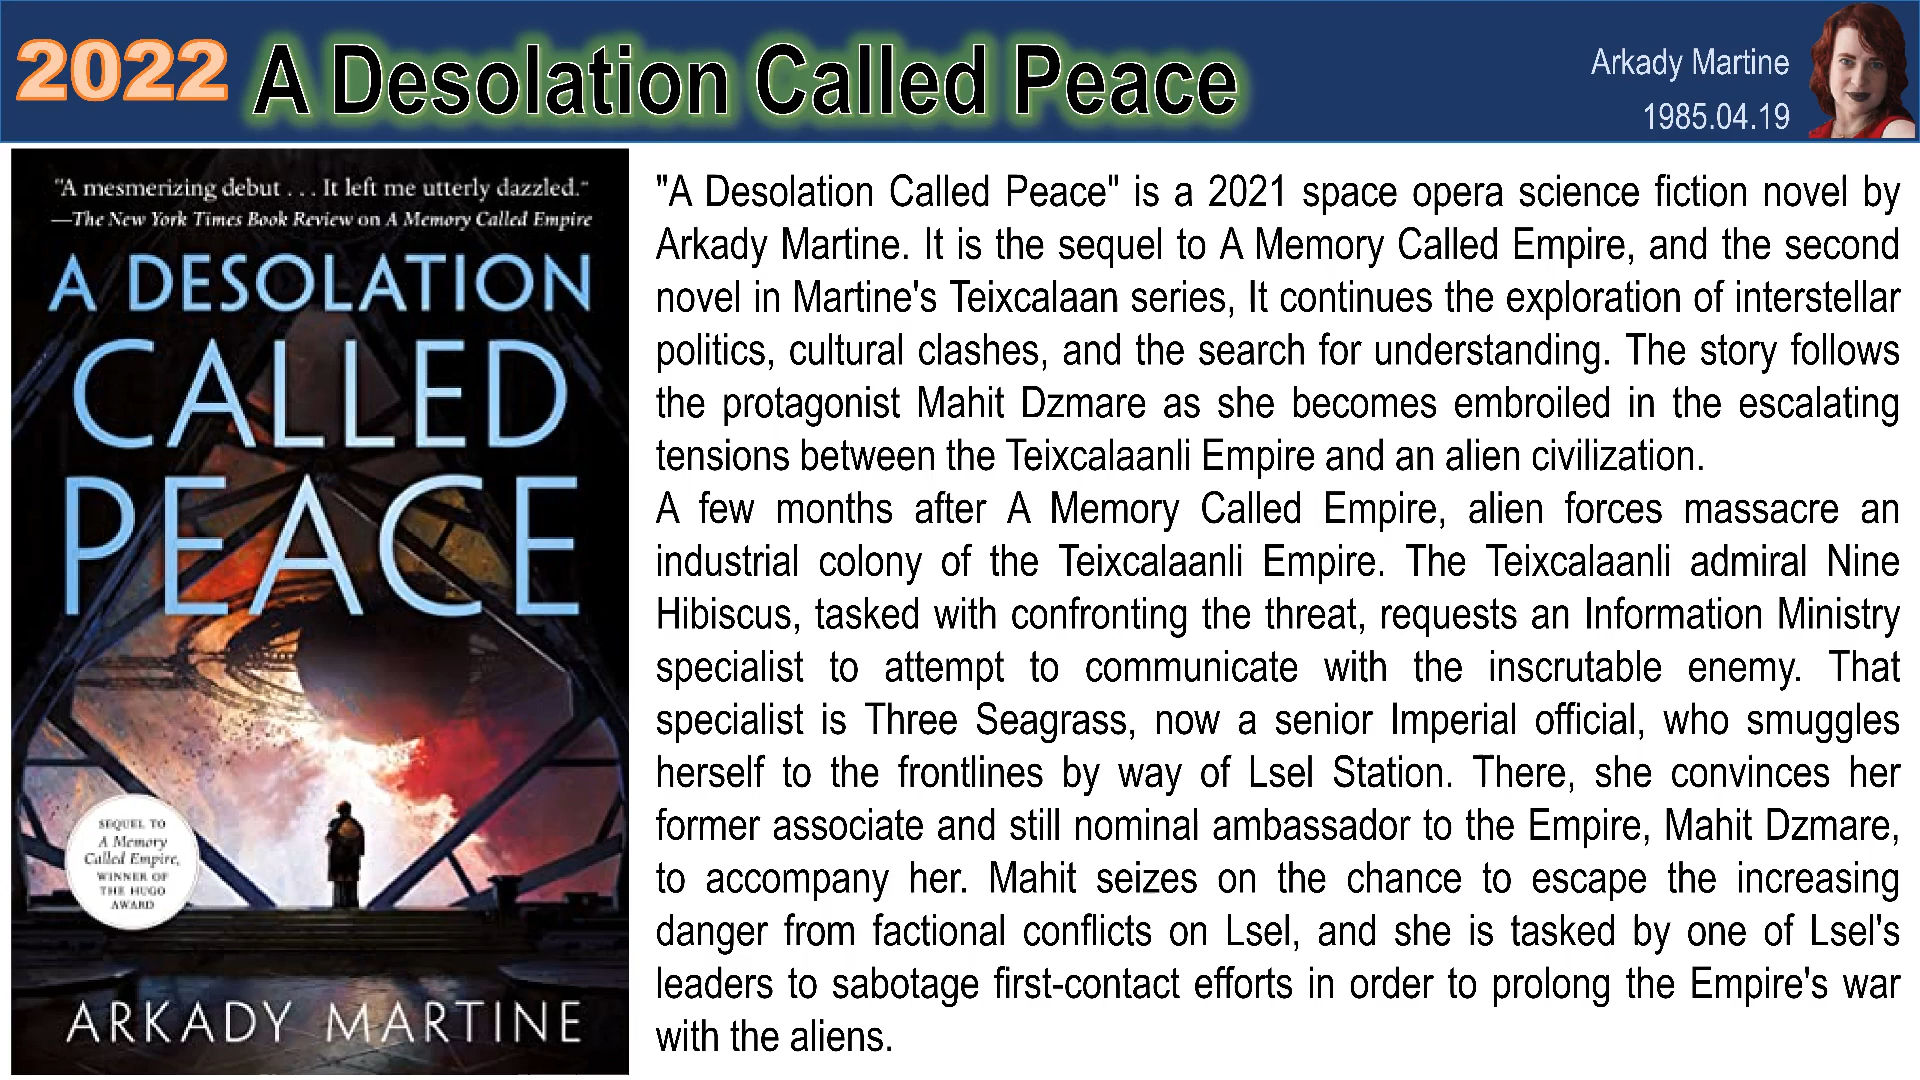 2022 A Desolation Called Peace
Arkady Martine
1985.04.19
"A mesmerizing debut . . . It left me utterly dazzled."
—The New York Times Book Review on A Memory Called Empire
A DESOLATION
CALLED
PEACE
SEQUEL TO
A Memory
Called Empire,
WINNER OF
THE HUGO
AWARD
ARKADY MARTINE
"A Desolation Called Peace" is a 2021 space opera science fiction novel by
Arkady Martine. It is the sequel to A Memory Called Empire, and the second
novel in Martine's Teixcalaan series, It continues the exploration of interstellar
politics, cultural clashes, and the search for understanding. The story follows
the protagonist Mahit Dzmare as she becomes embroiled in the escalating
tensions between the Teixcalaanli Empire and an alien civilization.
A few months after A Memory Called Empire, alien forces massacre an
industrial colony of the Teixcalaanli Empire. The Teixcalaanli admiral Nine
Hibiscus, tasked with confronting the threat, requests an Information Ministry
specialist to attempt to communicate with the inscrutable enemy. That
specialist is Three Seagrass, now a senior Imperial official, who smuggles
herself to the frontlines by way of Lsel Station. There, she convinces her
former associate and still nominal ambassador to the Empire, Mahit Dzmare,
to accompany her. Mahit seizes on the chance to escape the increasing
danger from factional conflicts on Lsel, and she is tasked by one of Lsel's
leaders to sabotage first-contact efforts in order to prolong the Empire's war
with the aliens.